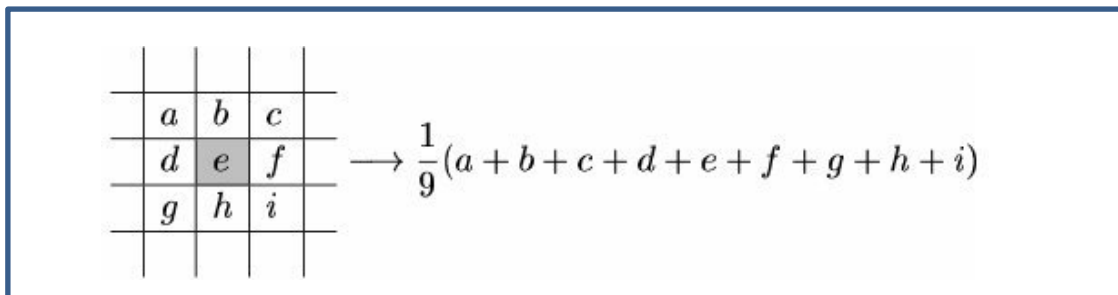 a b c
d e f → 1/9(a + b + c + d + e + f + g + h + i)
g h i